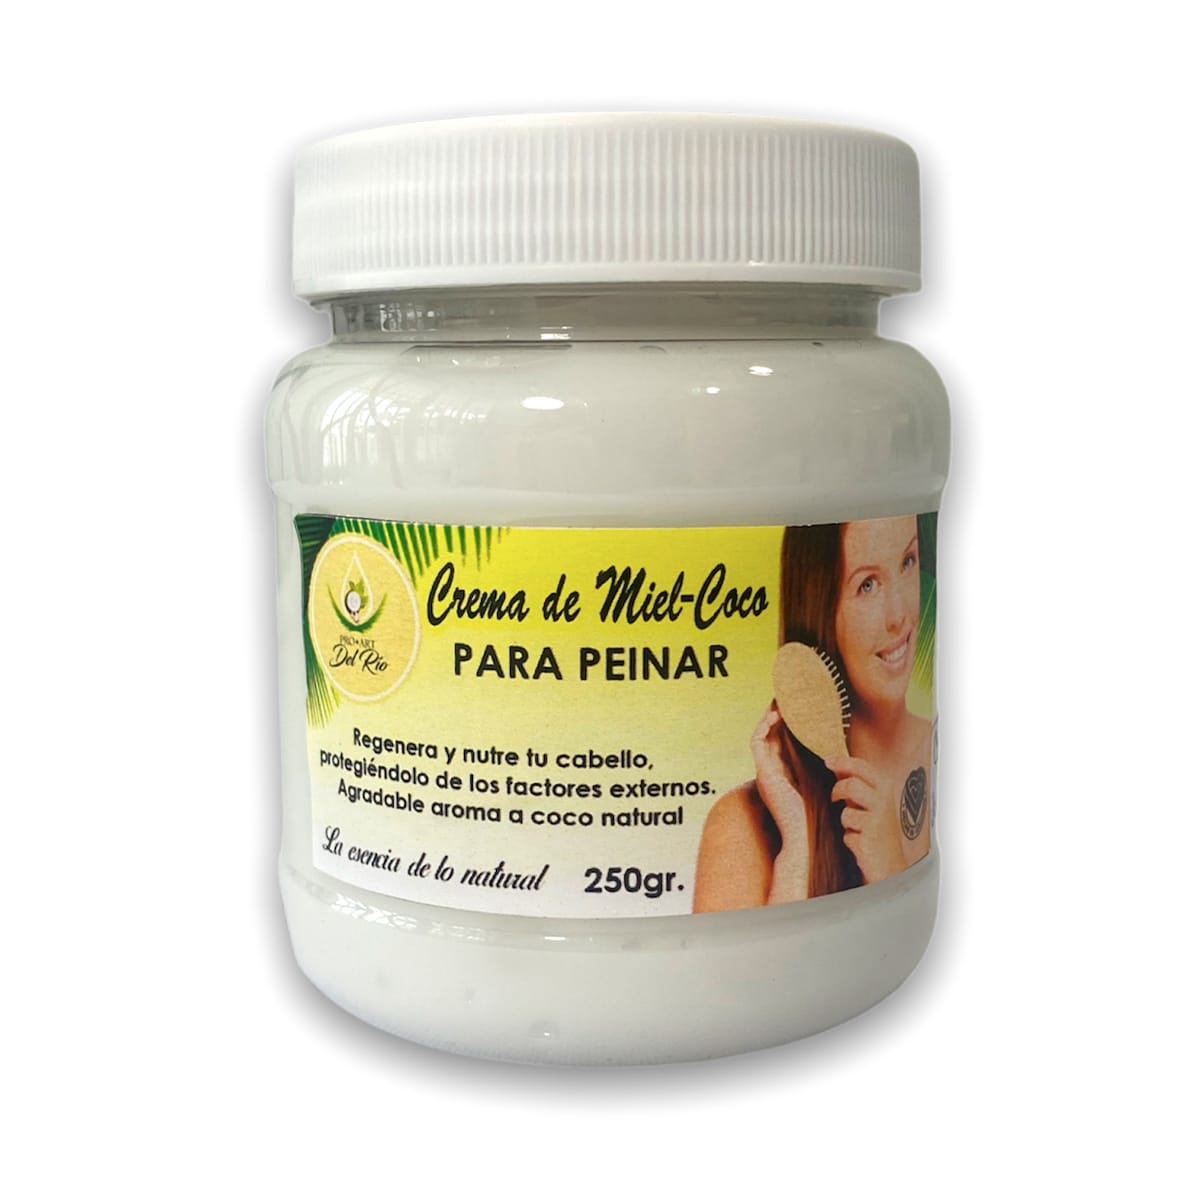 PRO•ART
Del Río
Crema de Miel-Coco
PARA PEINAR
Regenera y nutre tu cabello,
protegiéndolo de los factores externos.
Agradable aroma a coco natural
La esencia de lo natural
250gr.